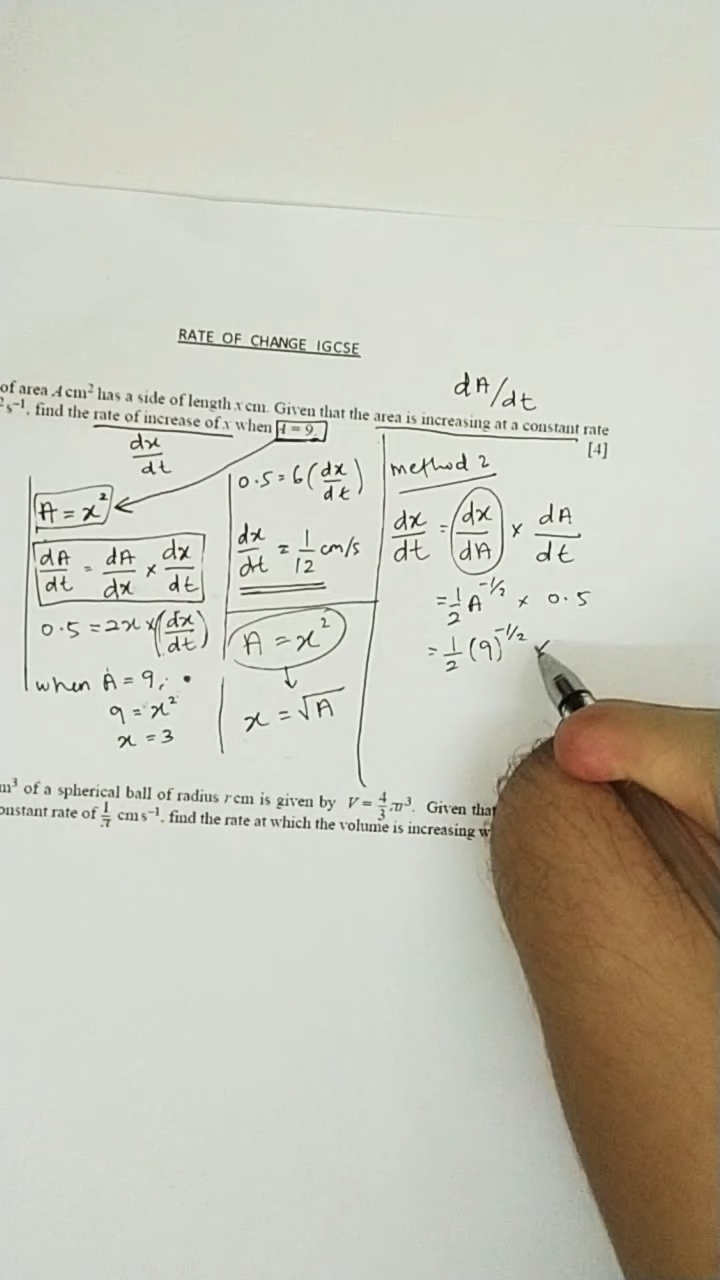 RATE OF CHANGE IGCSE
dA/dt
of area A cm² has a side of length x cm. Given that the area is increasing at a constant rate
²s⁻¹, find the rate of increase of x when A = 9. [4]
dx/dt
A = x²
dA/dt = dA/dx × dx/dt
0.5 = 2x × (dx/dt)
when A = 9,
9 = x²
x = 3
0.5 = 6 (dx/dt)
dx/dt = 1/12 cm/s
A = x²
↓
x = √A
method 2
dx/dt = dx/dA × dA/dt
= 1/2 A^-1/2 × 0.5
= 1/2 (9)^-1/2 ×
m³ of a spherical ball of radius r cm is given by V = 4/3 πr³. Given that
onstant rate of 1/π cm s⁻¹, find the rate at which the volume is increasing w